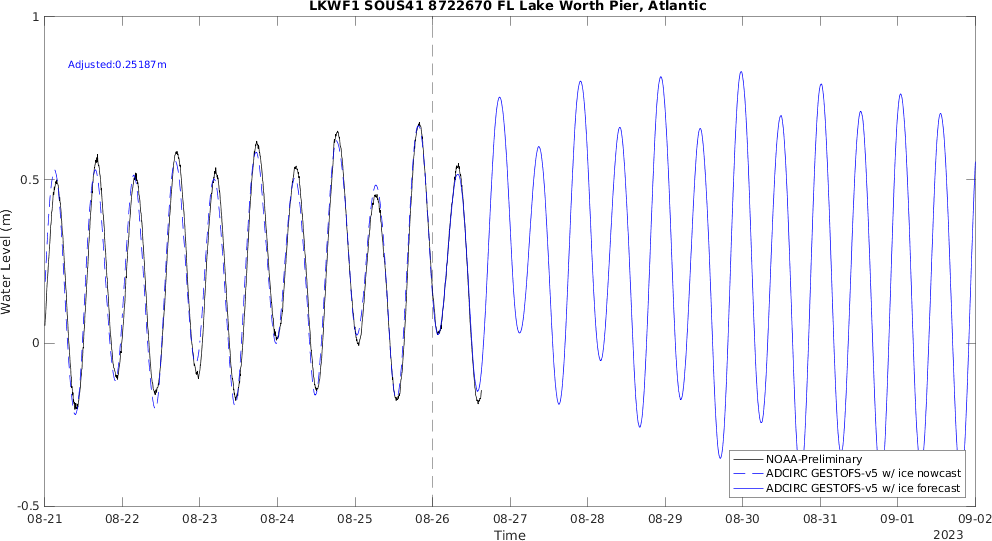 LKWF1 SOUS41 8722670 FL Lake Worth Pier, Atlantic
Adjusted:0.25187m
1
0.5
0
-0.5
Water Level (m)
NOAA-Preliminary
ADCIRC GESTOFS-v5 w/ ice nowcast
ADCIRC GESTOFS-v5 w/ ice forecast
08-21 08-22 08-23 08-24 08-25 08-26 08-27 08-28 08-29 08-30 08-31 09-01 09-02
Time
2023